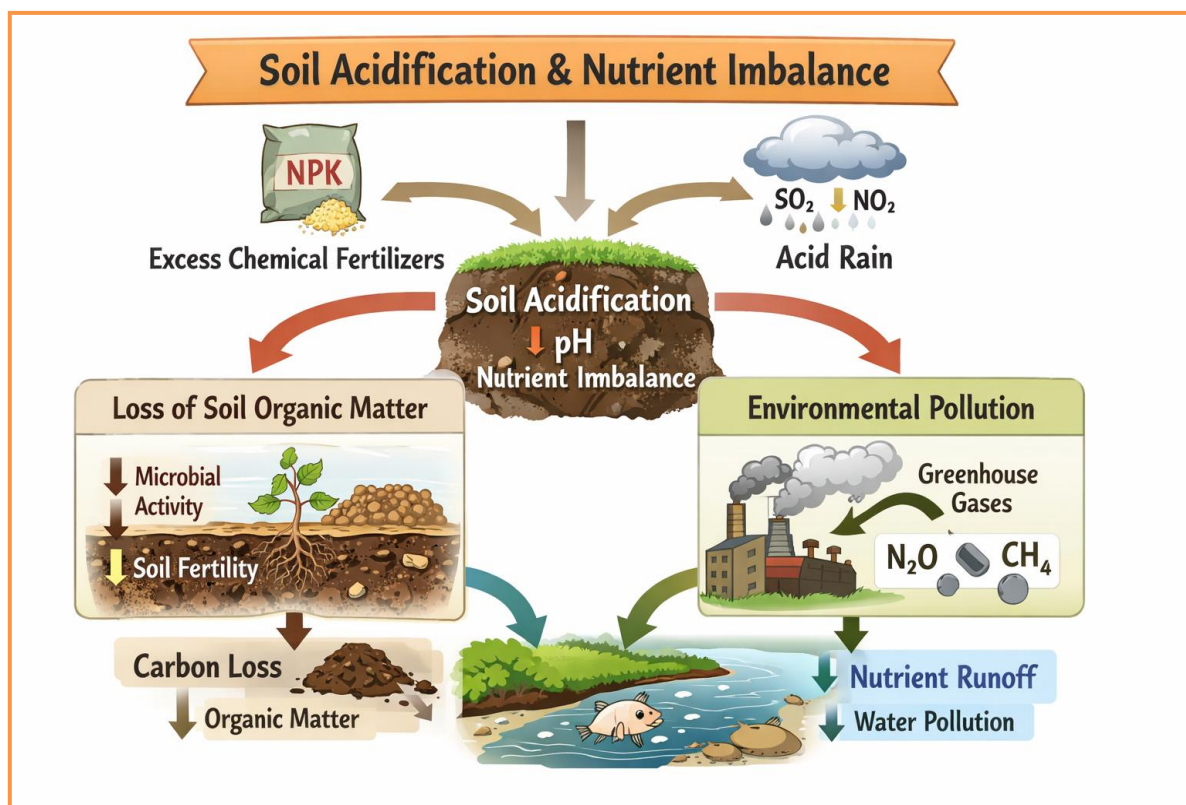 Soil Acidification & Nutrient Imbalance
NPK
Excess Chemical Fertilizers
SO₂ NO₂
Acid Rain
Soil Acidification
pH
Nutrient Imbalance
Loss of Soil Organic Matter
Microbial
Activity
Soil Fertility
Environmental Pollution
Greenhouse
Gases
N₂O CH₄
Carbon Loss
Organic Matter
Nutrient Runoff
Water Pollution